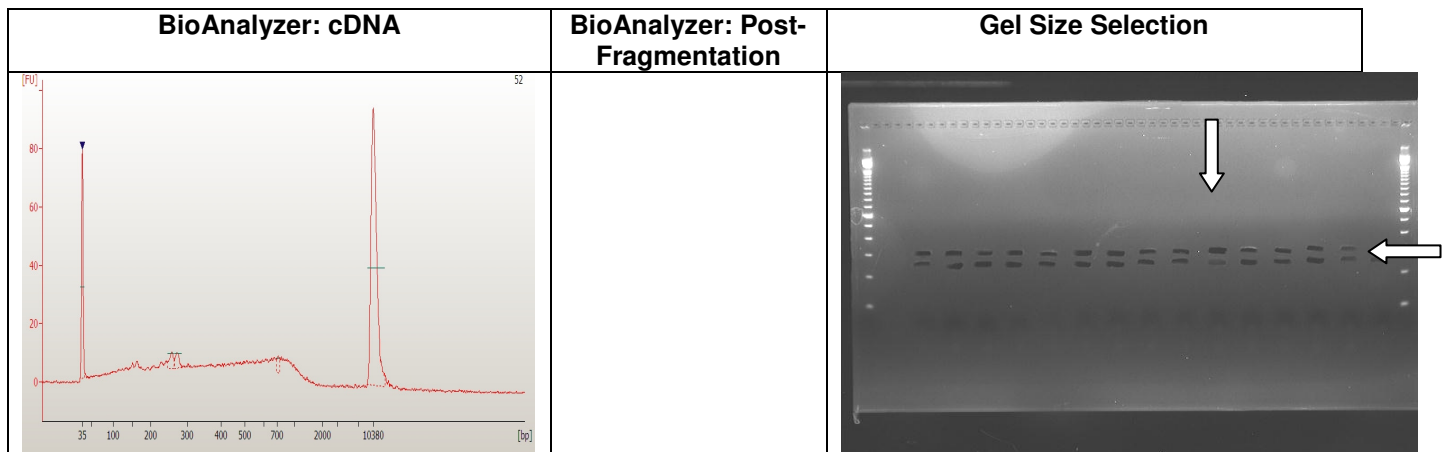 BioAnalyzer: cDNA
BioAnalyzer: Post-
Fragmentation
Gel Size Selection
[FU]
52
80
60
40
20
0
35 100 200 300 400 500 700 2000 10380 [bp]